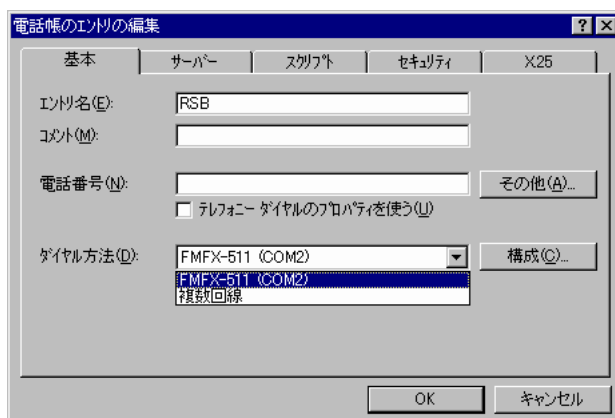 電話帳のエントリの編集
基本 サーバー スクリプト セキュリティ X.25
エントリ名(E): RSB
コメント(M):
電話番号(N): その他(A)...
テレフォニー ダイヤルのプロパティを使う(U)
ダイヤル方法(D): FMFX-511 (COM2) 構成(C)...
FMFX-511 (COM2)
複数回線
OK キャンセル